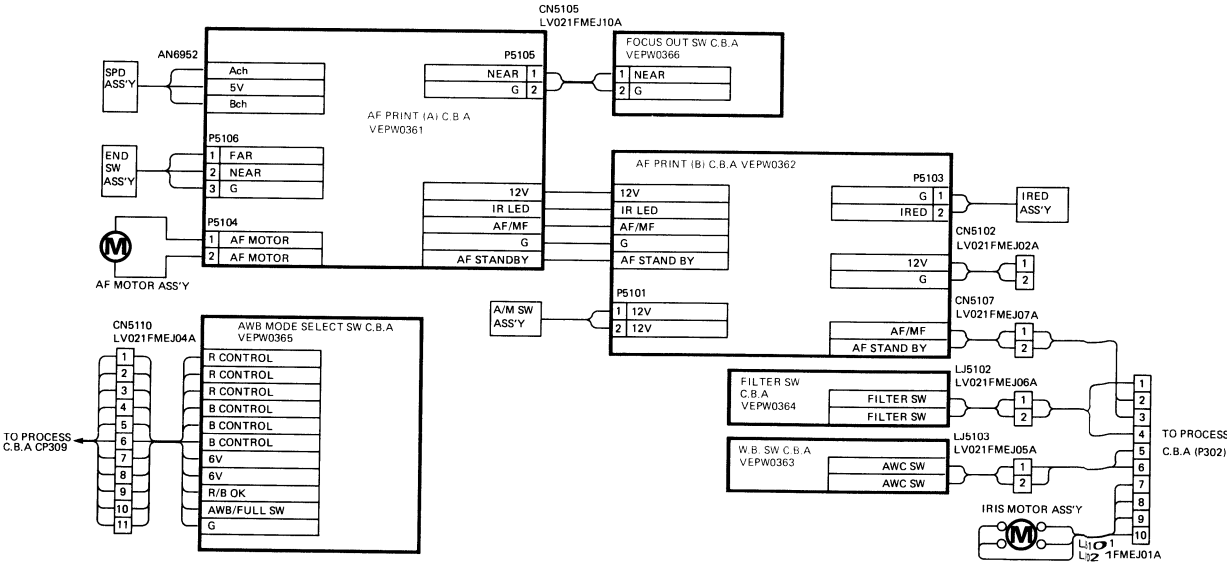 CN5105
LV021FMEJ10A
AN6952
SPD
ASS'Y
Ach
5V
Bch
P5105
NEAR 1
G 2
AF PRINT (A) C.B.A
VEPW0361
FOCUS OUT SW C.B.A
VEPW0366
1 NEAR
2 G
P5106
END
SW
ASS'Y
1 FAR
2 NEAR
3 G
P5104
1 AF MOTOR
2 AF MOTOR
M
AF MOTOR ASS'Y
12V
IR LED
AF/MF
G
AF STANDBY
AF PRINT (B) C.B.A VEPW0362
12V
IR LED
AF/MF
G
AF STAND BY
P5103
G 1
IRED 2
IRED
ASS'Y
CN5102
LV021FMEJ02A
12V
G
1
2
A/M SW
ASS'Y
P5101
1 12V
2 12V
CN5107
LV021FMEJ07A
AF/MF
AF STAND BY
1
2
CN5110
LV021FMEJ04A
AWB MODE SELECT SW C.B.A
VEPW0365
1 R CONTROL
2 R CONTROL
3 R CONTROL
4 B CONTROL
5 B CONTROL
6 B CONTROL
7 6V
8 6V
9 R/B OK
10 AWB/FULL SW
11 G
TO PROCESS
C.B.A CP309
FILTER SW
C.B.A
VEPW0364
FILTER SW
FILTER SW
LJ5102
LV021FMEJ06A
1
2
W.B. SW C.B.A
VEPW0363
AWC SW
AWC SW
LJ5103
LV021FMEJ05A
1
2
1
2
3
4
5
6
7
8
9
10
TO PROCESS
C.B.A (P302)
IRIS MOTOR ASS'Y
M
1FMEJ01A